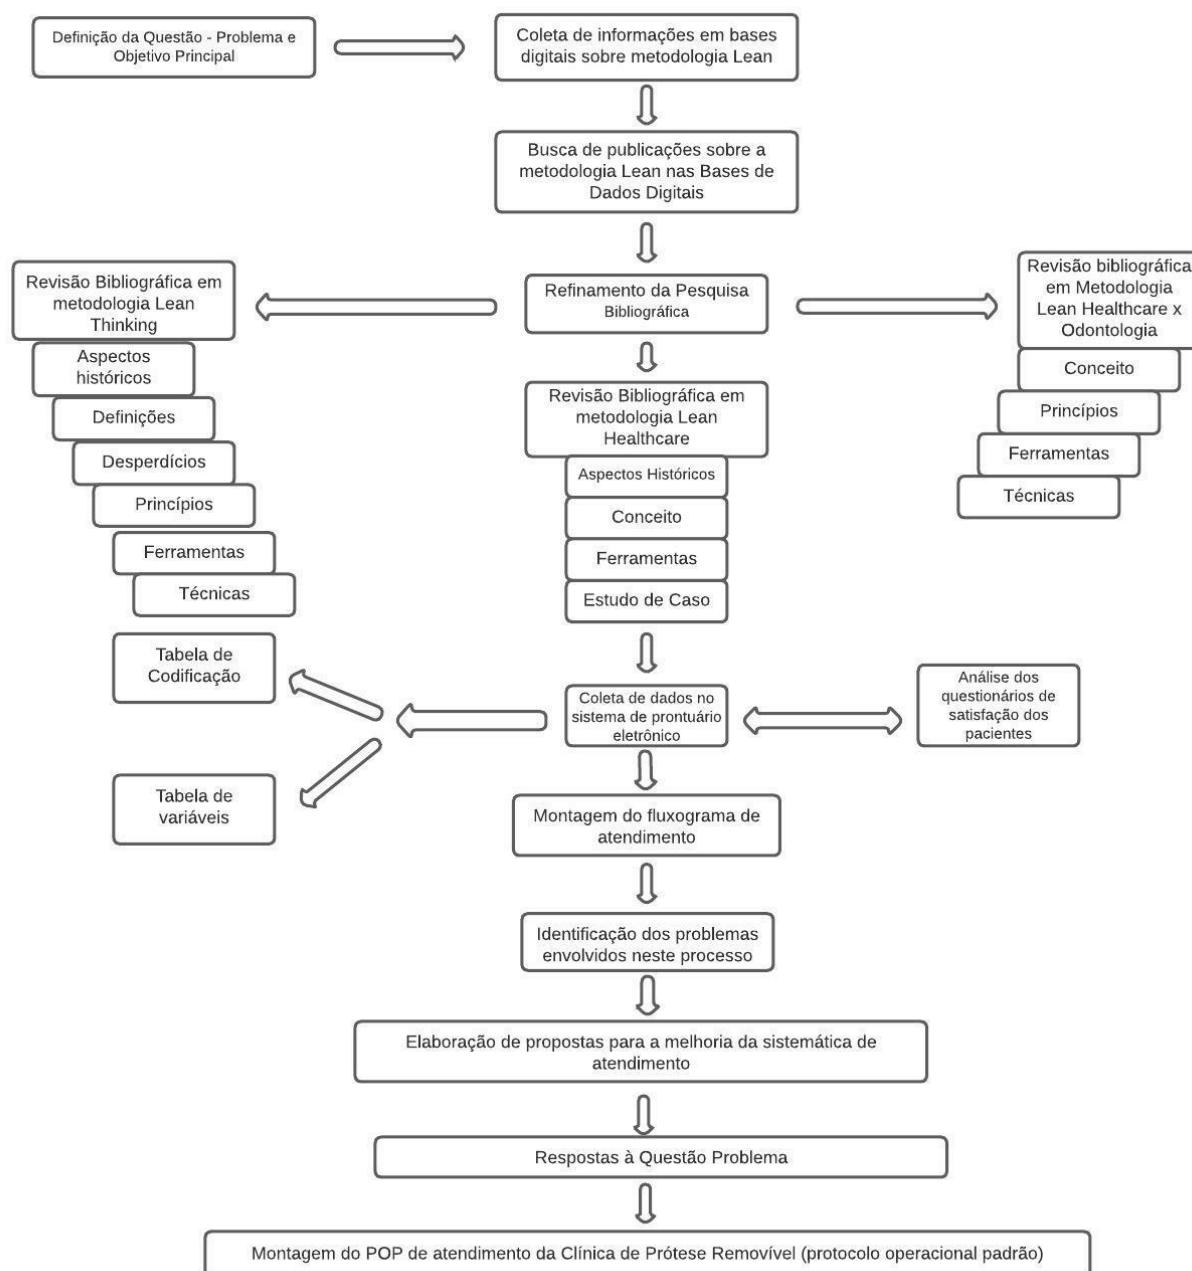 Definição da Questão - Problema e
Objetivo Principal
Coleta de informações em bases
digitais sobre metodologia Lean
Busca de publicações sobre a
metodologia Lean nas Bases de
Dados Digitais
Refinamento da Pesquisa
Bibliográfica
Revisão Bibliográfica em
metodologia Lean
Thinking
Aspectos
históricos
Definições
Desperdícios
Princípios
Ferramentas
Técnicas
Revisão Bibliográfica em
metodologia Lean
Healthcare
Aspectos Históricos
Conceito
Ferramentas
Estudo de Caso
Revisão bibliográfica
em Metodologia
Lean Healthcare x
Odontologia
Conceito
Princípios
Ferramentas
Técnicas
Coleta de dados no
sistema de prontuário
eletrônico
Tabela de
Codificação
Tabela de
variáveis
Análise dos
questionários de
satisfação dos
pacientes
Montagem do fluxograma de
atendimento
Identificação dos problemas
envolvidos neste processo
Elaboração de propostas para a melhoria da sistemática de
atendimento
Respostas à Questão Problema
Montagem do POP de atendimento da Clínica de Prótese Removível (protocolo operacional padrão)